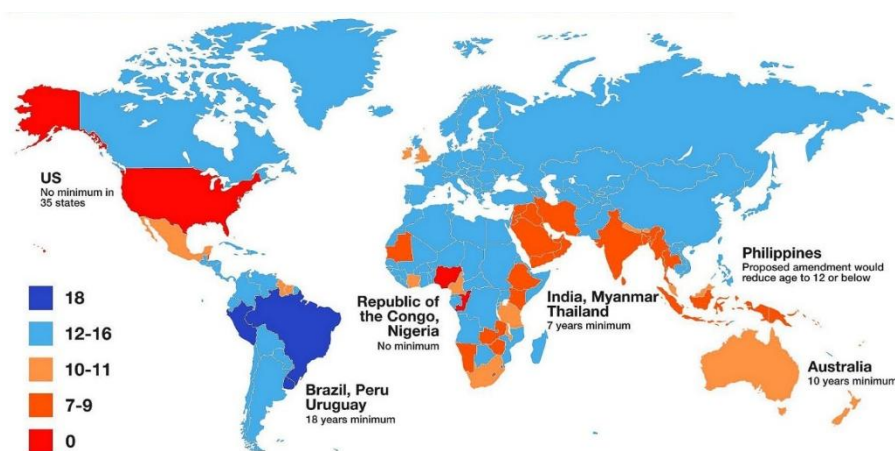 US
No minimum in
35 states
18
12-16
10-11
7-9
0
Brazil, Peru
Uruguay
18 years minimum
Republic of
the Congo,
Nigeria
No minimum
India, Myanmar
Thailand
7 years minimum
Philippines
Proposed amendment would
reduce age to 12 or below
Australia
10 years minimum